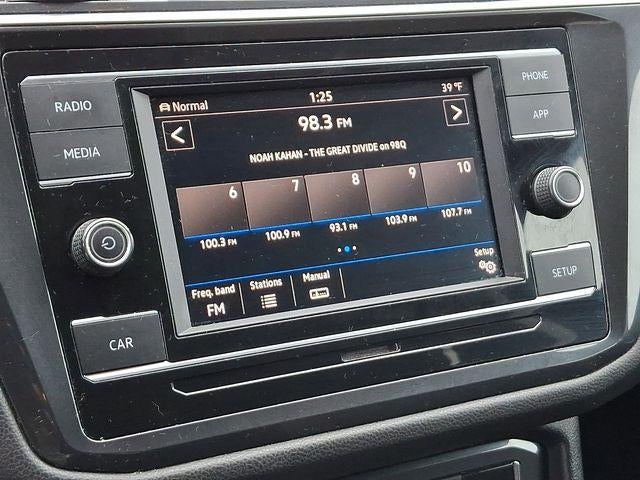 RADIO
MEDIA
CAR
PHONE
APP
SETUP
Normal
1:25
39 °F
98.3 FM
NOAH KAHAN - THE GREAT DIVIDE on 98Q
6 7 8 9 10
100.3 FM 100.9 FM 93.1 FM 103.9 FM 107.7 FM
Freq. band
FM
Stations
Manual
Setup